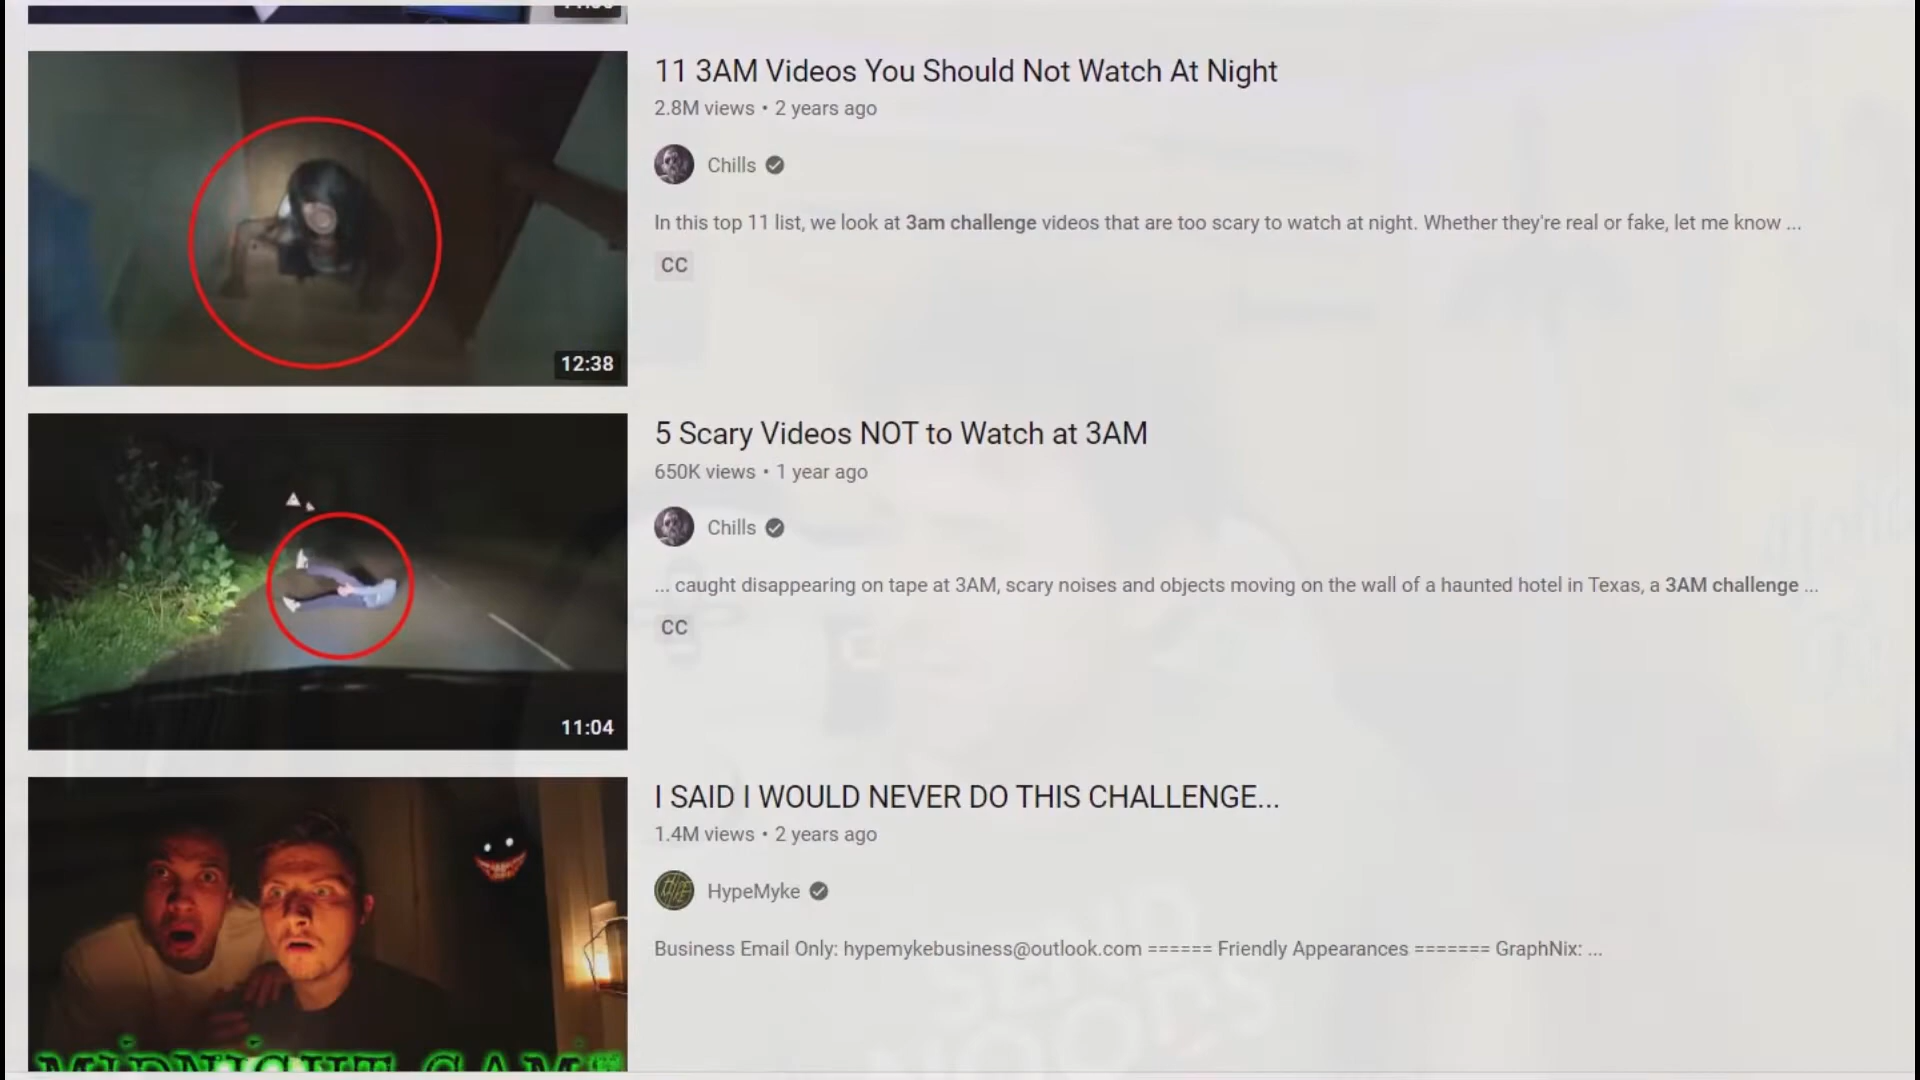 11 3AM Videos You Should Not Watch At Night
2.8M views • 2 years ago
Chills
In this top 11 list, we look at 3am challenge videos that are too scary to watch at night. Whether they're real or fake, let me know ...
CC
12:38
5 Scary Videos NOT to Watch at 3AM
650K views • 1 year ago
Chills
... caught disappearing on tape at 3AM, scary noises and objects moving on the wall of a haunted hotel in Texas, a 3AM challenge ...
CC
11:04
I SAID I WOULD NEVER DO THIS CHALLENGE...
1.4M views • 2 years ago
HypeMyke
Business Email Only: hypemykebusiness@outlook.com ====== Friendly Appearances ======= GraphNix: ...
MIDNIGHT GAME
SEND
NOODS